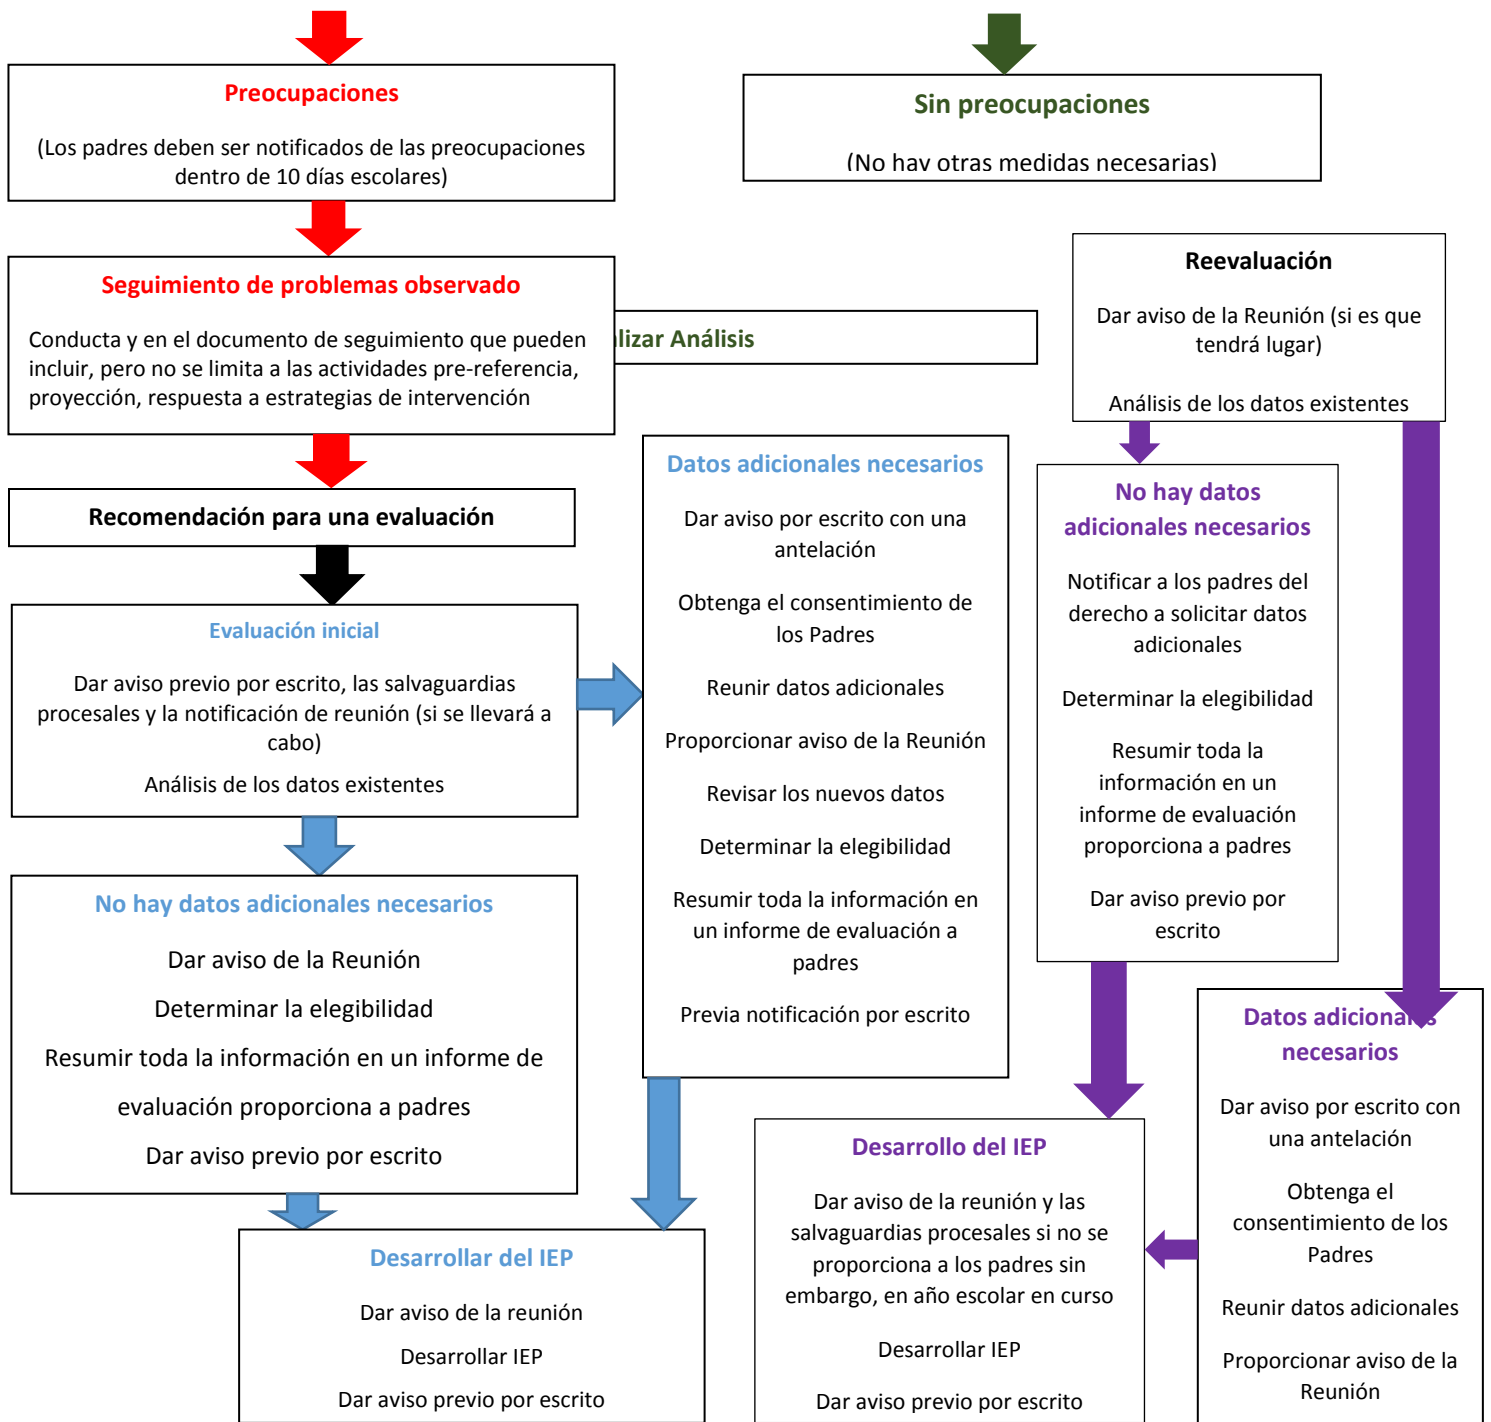 Preocupaciones
(Los padres deben ser notificados de las preocupaciones
dentro de 10 días escolares)
Sin preocupaciones
(No hay otras medidas necesarias)
Seguimiento de problemas observado
Conducta y en el documento de seguimiento que pueden
incluir, pero no se limita a las actividades pre-referencia,
proyección, respuesta a estrategias de intervención
lizar Análisis
Reevaluación
Dar aviso de la Reunión (si es que
tendrá lugar)
Análisis de los datos existentes
Recomendación para una evaluación
Evaluación inicial
Dar aviso previo por escrito, las salvaguardias
procesales y la notificación de reunión (si se llevará a
cabo)
Análisis de los datos existentes
Datos adicionales necesarios
Dar aviso por escrito con una
antelación
Obtenga el consentimiento de
los Padres
Reunir datos adicionales
Proporcionar aviso de la Reunión
Revisar los nuevos datos
Determinar la elegibilidad
Resumir toda la información en
un informe de evaluación a
padres
Previa notificación por escrito
No hay datos
adicionales necesarios
Notificar a los padres del
derecho a solicitar datos
adicionales
Determinar la elegibilidad
Resumir toda la
información en un
informe de evaluación
proporciona a padres
Dar aviso previo por
escrito
No hay datos adicionales necesarios
Dar aviso de la Reunión
Determinar la elegibilidad
Resumir toda la información en un informe de
evaluación proporciona a padres
Dar aviso previo por escrito
Datos adicionales
necesarios
Dar aviso por escrito con
una antelación
Obtenga el
consentimiento de los
Padres
Reunir datos adicionales
Proporcionar aviso de la
Reunión
Desarrollar del IEP
Dar aviso de la reunión
Desarrollar IEP
Dar aviso previo por escrito
Desarrollo del IEP
Dar aviso de la reunión y las
salvaguardias procesales si no se
proporciona a los padres sin
embargo, en año escolar en curso
Desarrollar IEP
Dar aviso previo por escrito